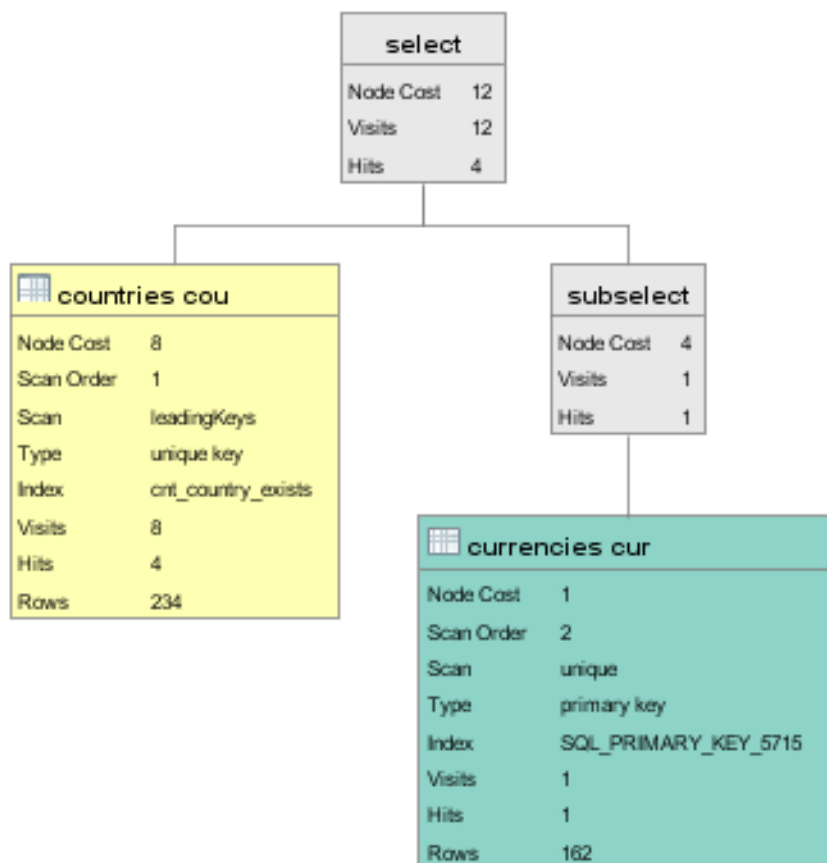 select
Node Cost 12
Visits 12
Hits 4
countries cou
Node Cost 8
Scan Order 1
Scan leadingKeys
Type unique key
Index cnt_country_exists
Visits 8
Hits 4
Rows 234
subselect
Node Cost 4
Visits 1
Hits 1
currencies cur
Node Cost 1
Scan Order 2
Scan unique
Type primary key
Index SQL_PRIMARY_KEY_5715
Visits 1
Hits 1
Rows 162